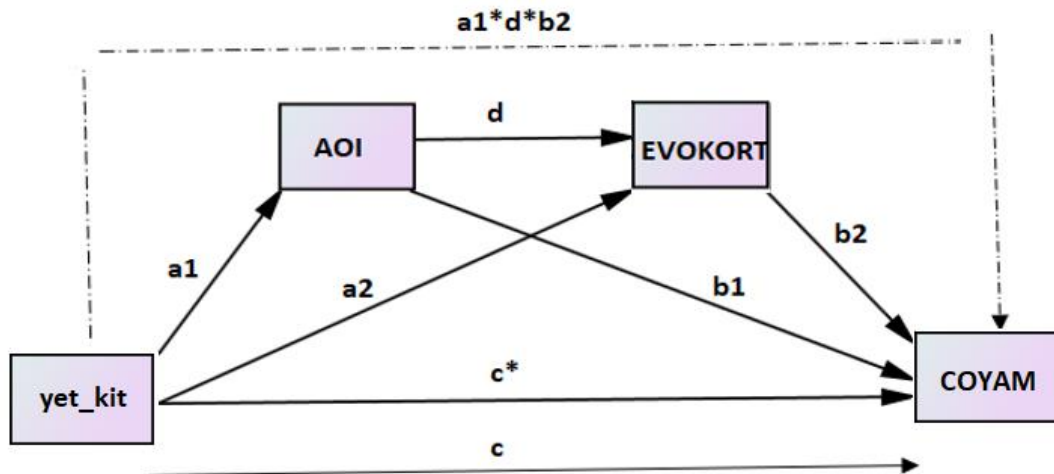 a1*d*b2
d
AOI
EVOKORT
a1
a2
b1
b2
yet_kit
c*
COYAM
c